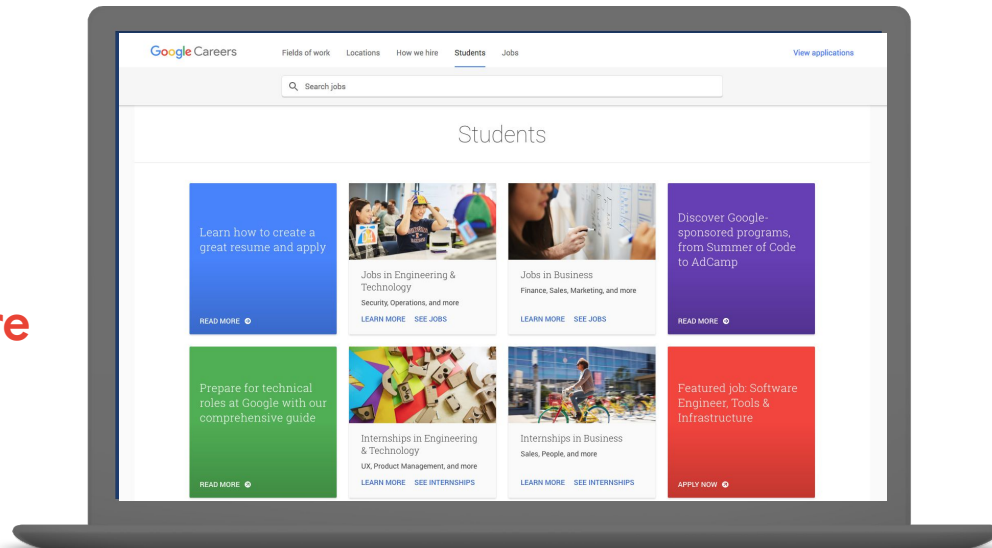 Google Careers
Fields of work
Locations
How we hire
Students
Jobs
View applications
Search jobs
Students
Learn how to create a
great resume and apply
READ MORE
Jobs in Engineering &
Technology
Security, Operations, and more
LEARN MORE SEE JOBS
Jobs in Business
Finance, Sales, Marketing, and more
LEARN MORE SEE JOBS
Discover Google-
sponsored programs,
from Summer of Code
to AdCamp
READ MORE
Prepare for technical
roles at Google with our
comprehensive guide
READ MORE
Internships in Engineering
& Technology
UX, Product Management, and more
LEARN MORE SEE INTERNSHIPS
Internships in Business
Sales, People, and more
LEARN MORE SEE INTERNSHIPS
Featured job: Software
Engineer, Tools &
Infrastructure
APPLY NOW